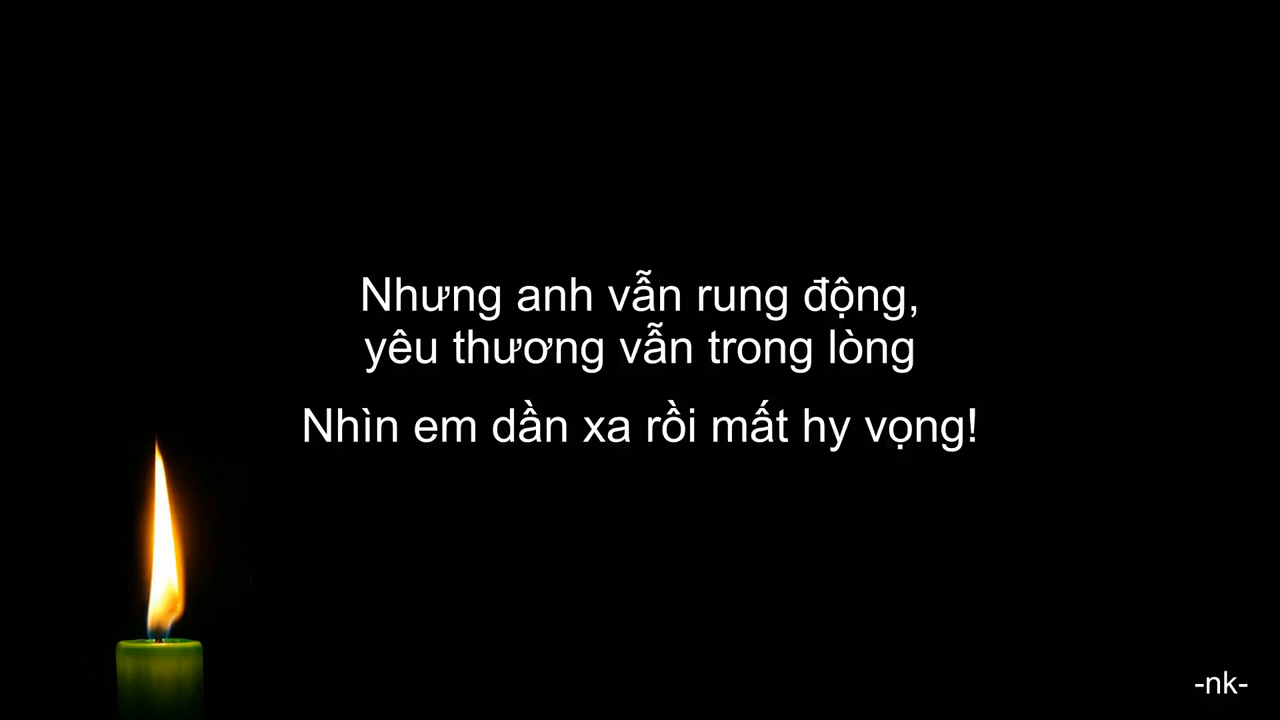 Nhưng anh vẫn rung động,
yêu thương vẫn trong lòng
Nhìn em dần xa rồi mất hy vọng!
-nk-